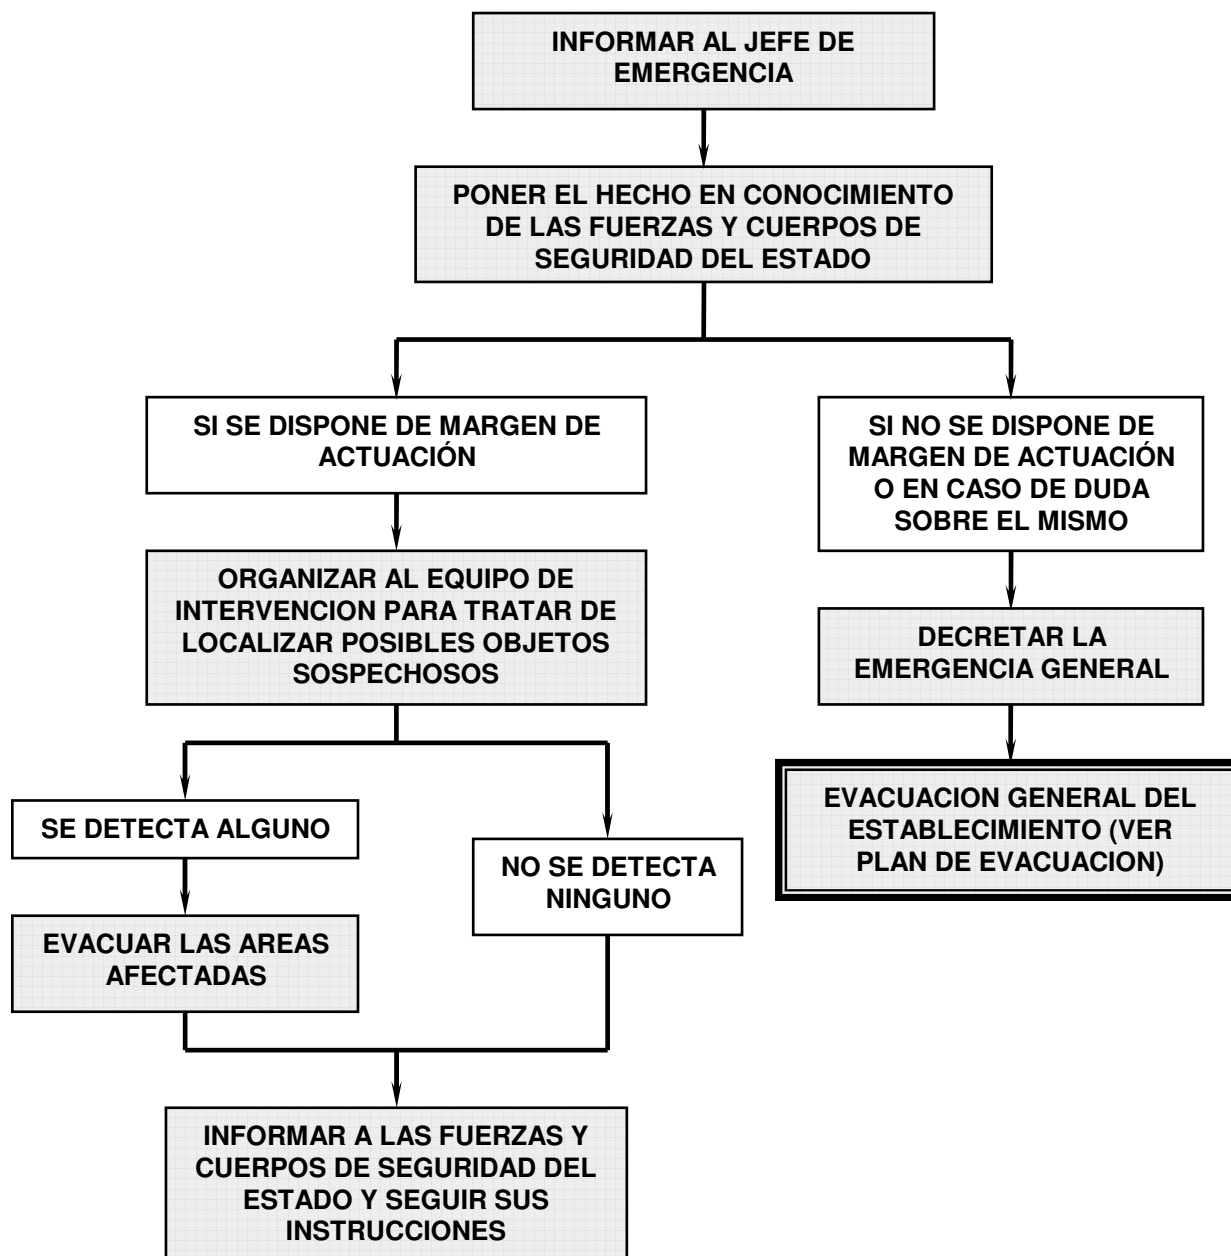 INFORMAR AL JEFE DE
EMERGENCIA
PONER EL HECHO EN CONOCIMIENTO
DE LAS FUERZAS Y CUERPOS DE
SEGURIDAD DEL ESTADO
SI SE DISPONE DE MARGEN DE
ACTUACIÓN
SI NO SE DISPONE DE
MARGEN DE ACTUACIÓN
O EN CASO DE DUDA
SOBRE EL MISMO
ORGANIZAR AL EQUIPO DE
INTERVENCION PARA TRATAR DE
LOCALIZAR POSIBLES OBJETOS
SOSPECHOSOS
DECRETAR LA
EMERGENCIA GENERAL
EVACUACION GENERAL DEL
ESTABLECIMIENTO (VER
PLAN DE EVACUACION)
SE DETECTA ALGUNO
NO SE DETECTA
NINGUNO
EVACUAR LAS AREAS
AFECTADAS
INFORMAR A LAS FUERZAS Y
CUERPOS DE SEGURIDAD DEL
ESTADO Y SEGUIR SUS
INSTRUCCIONES